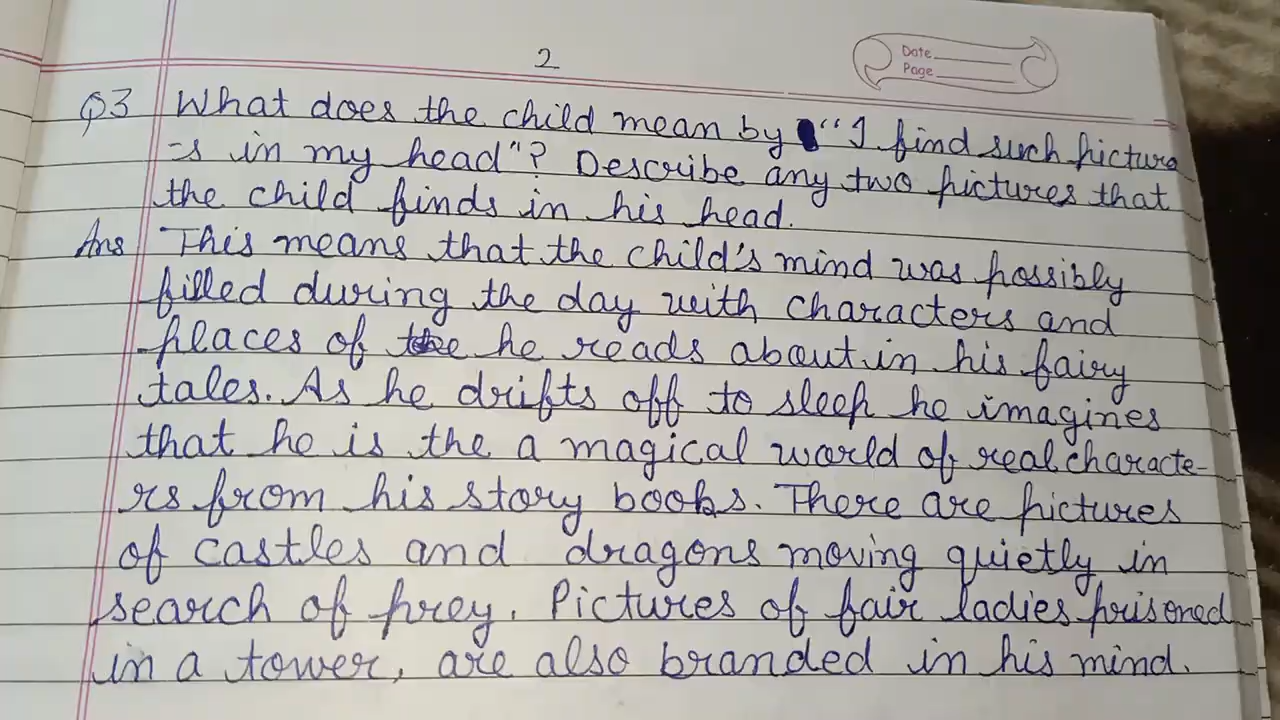 2
Date
Page
Q3 What does the child mean by "I find such picture
-s in my head"? Describe any two pictures that
the child finds in his head.
Ans This means that the child's mind was possibly
filled during the day with characters and
places of he reads about in his fairy
tales. As he drifts off to sleep he imagines
that he is the a magical world of real characte-
rs from his story books. There are pictures
of castles and dragons moving quietly in
search of prey. Pictures of fair ladies prisoned
in a tower, are also branded in his mind.